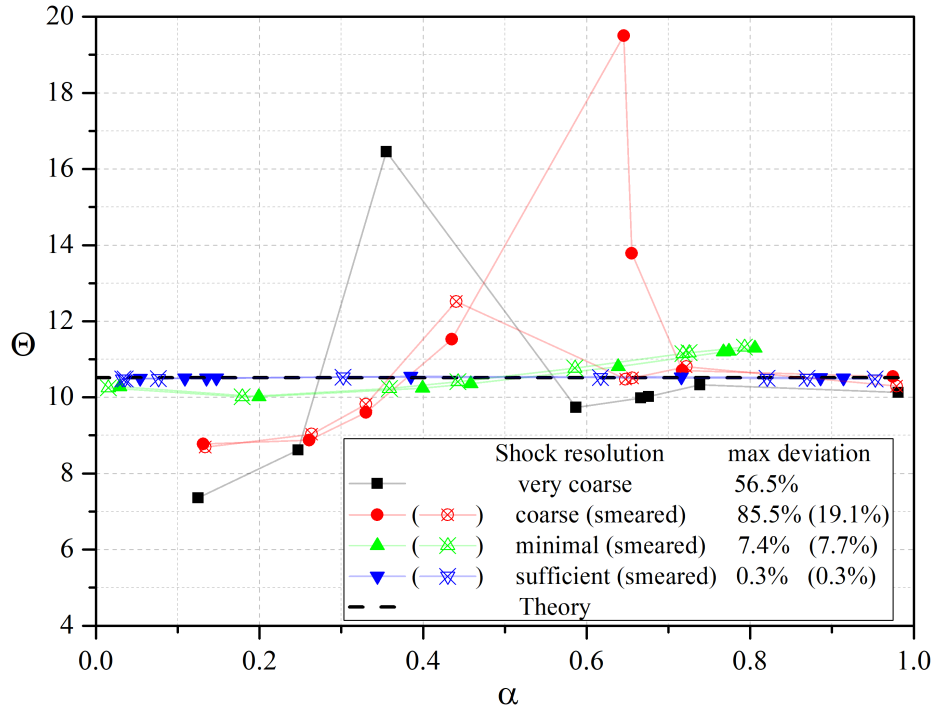 20
18
16
14
12
10
8
6
4
Θ
Shock resolution max deviation
very coarse 56.5%
( ) coarse (smeared) 85.5% (19.1%)
( ) minimal (smeared) 7.4% (7.7%)
( ) sufficient (smeared) 0.3% (0.3%)
Theory
0.0 0.2 0.4 0.6 0.8 1.0
α